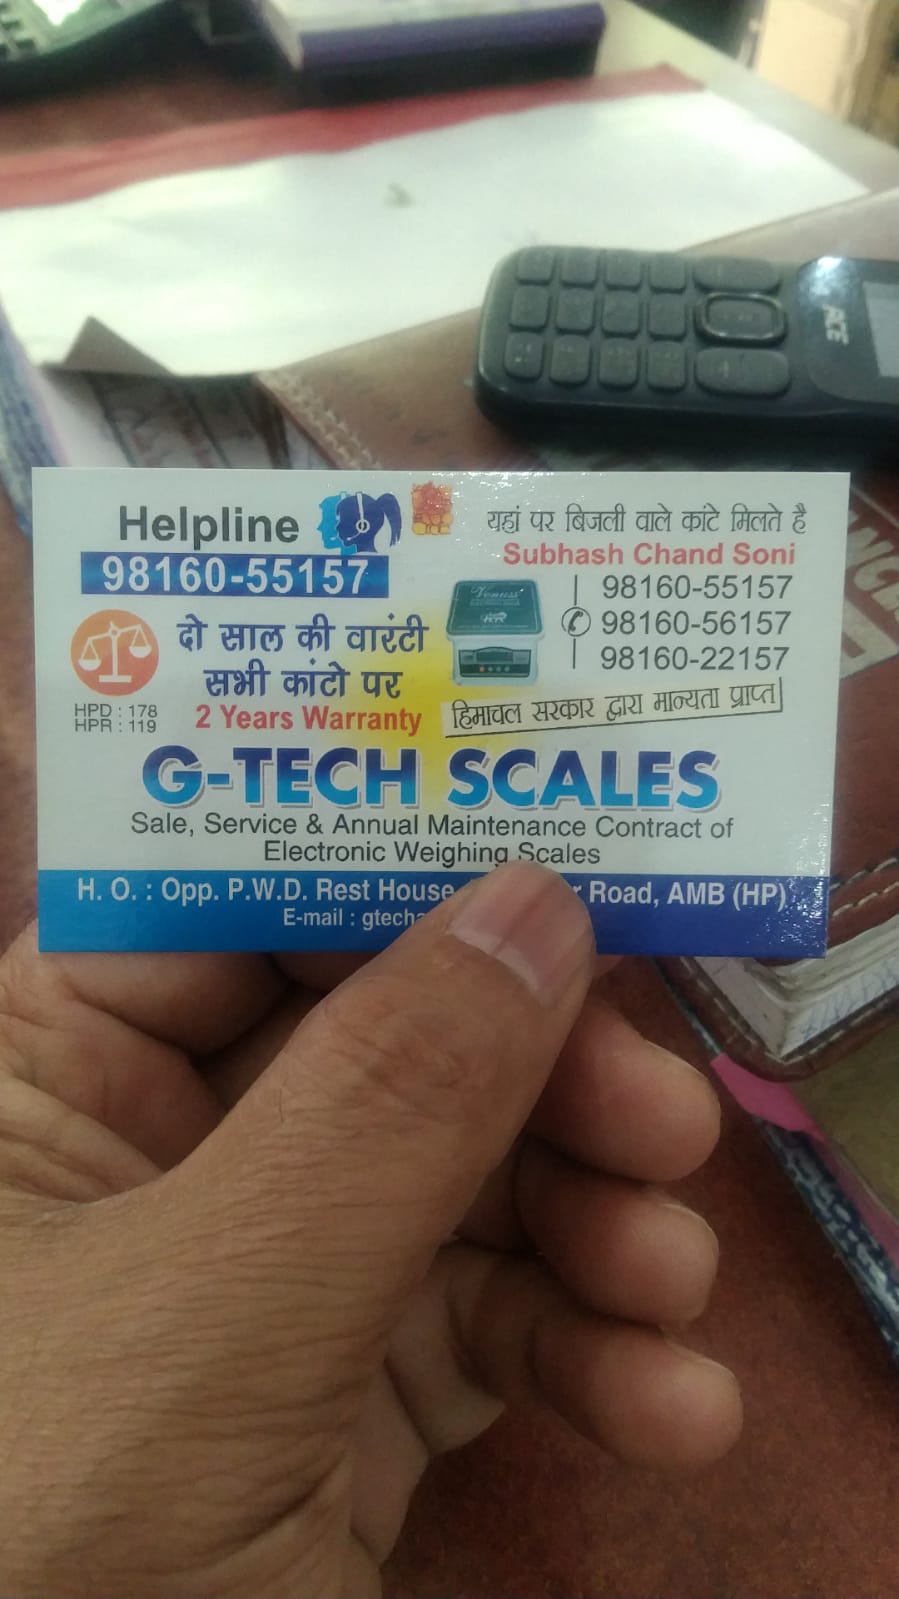 Helpline
98160-55157
यहां पर बिजली वाले कांटे मिलते है
Subhash Chand Soni
98160-55157
98160-56157
98160-22157
दो साल की वारंटी
सभी कांटो पर
2 Years Warranty
HPD : 178
HPR : 119
Venuss
हिमाचल सरकार द्वारा मान्यता प्राप्त
G-TECH SCALES
Sale, Service & Annual Maintenance Contract of
Electronic Weighing Scales
H. O. : Opp. P.W.D. Rest House Road, AMB (HP)
E-mail :